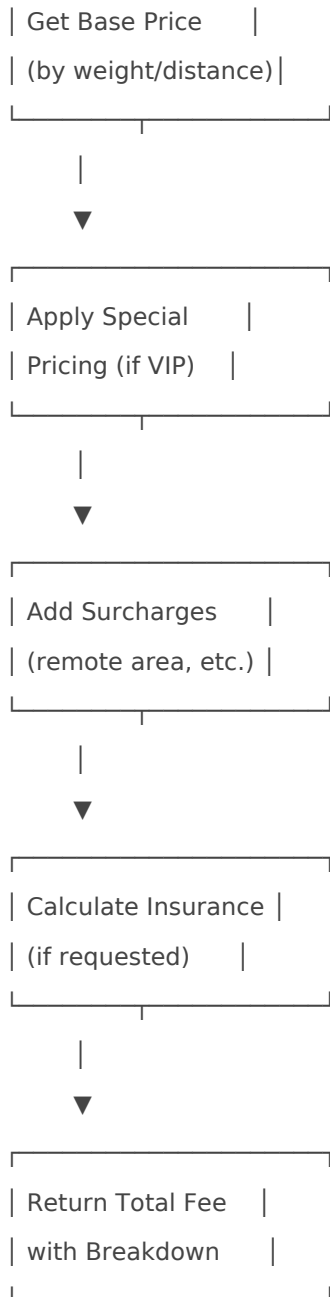 Get Base Price
(by weight/distance)
Apply Special
Pricing (if VIP)
Add Surcharges
(remote area, etc.)
Calculate Insurance
(if requested)
Return Total Fee
with Breakdown